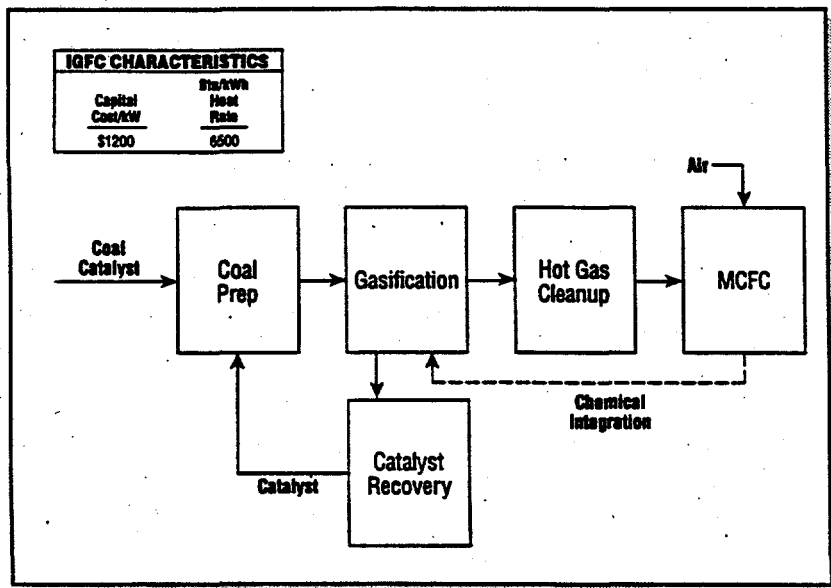 IGFC CHARACTERISTICS
Btu/kWh
Capital Heat
Cost/kW Rate
$1200 6500
Air
Coal
Catalyst
Coal
Prep
Gasification
Hot Gas
Cleanup
MCFC
Chemical
Integration
Catalyst
Catalyst
Recovery